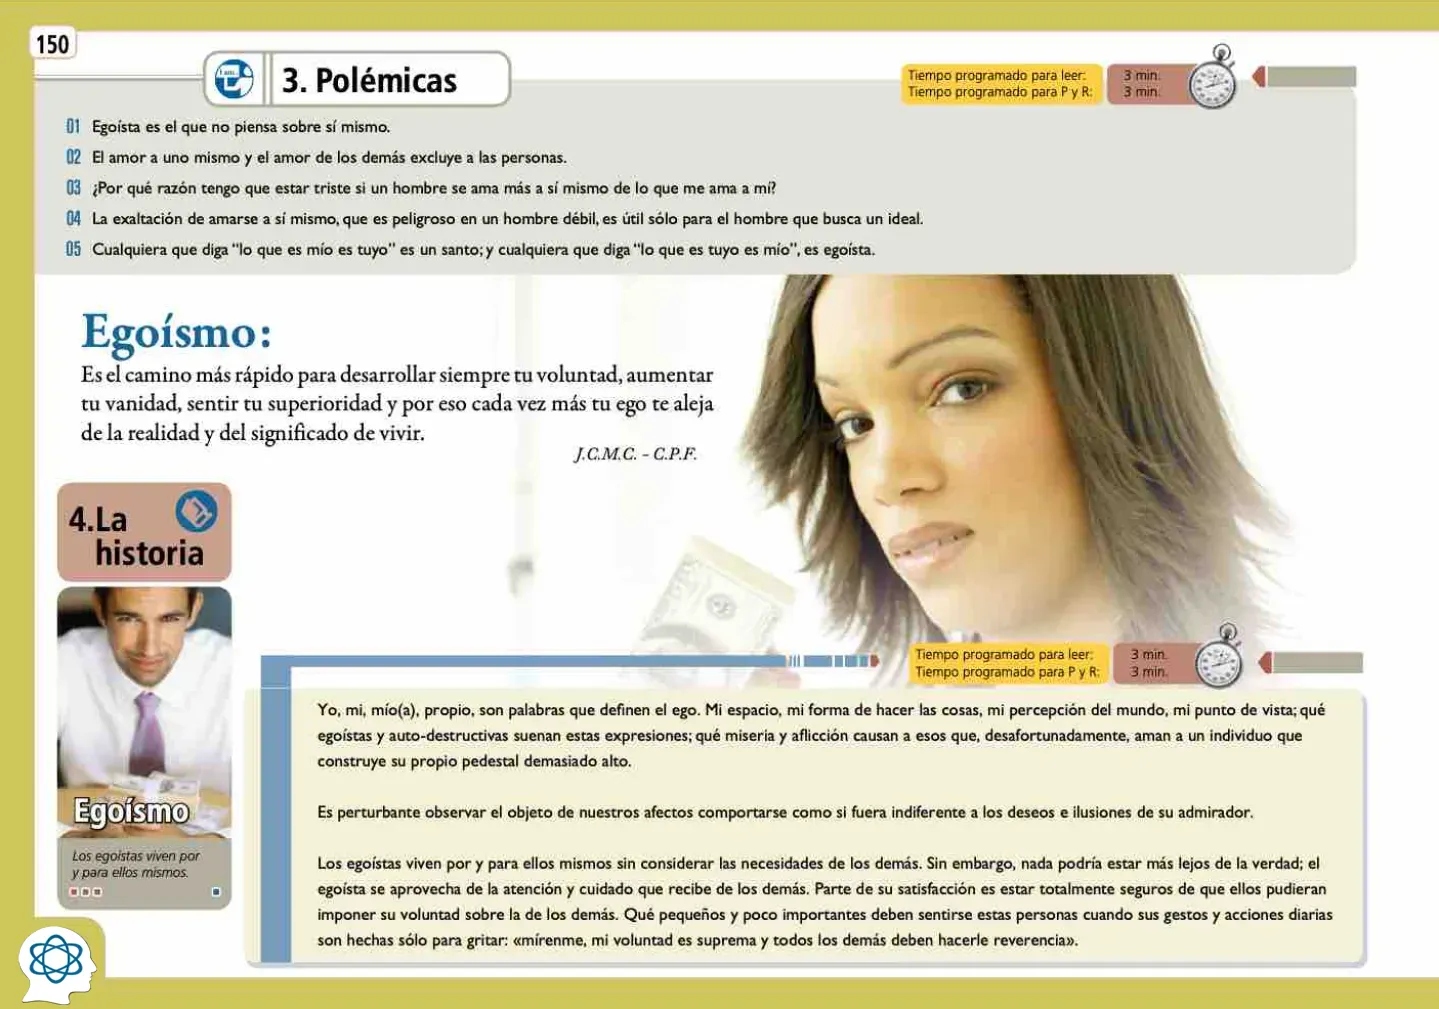 150
3. Polémicas
Tiempo programado para leer: 3 min.
Tiempo programado para P y R: 3 min.
01 Egoísta es el que no piensa sobre sí mismo.
02 El amor a uno mismo y el amor de los demás excluye a las personas.
03 ¿Por qué razón tengo que estar triste si un hombre se ama más a sí mismo de lo que me ama a mí?
04 La exaltación de amarse a sí mismo, que es peligroso en un hombre débil, es útil sólo para el hombre que busca un ideal.
05 Cualquiera que diga “lo que es mío es tuyo” es un santo; y cualquiera que diga “lo que es tuyo es mío”, es egoísta.
Egoísmo:
Es el camino más rápido para desarrollar siempre tu voluntad, aumentar
tu vanidad, sentir tu superioridad y por eso cada vez más tu ego te aleja
de la realidad y del significado de vivir.
J.C.M.C. - C.P.F.
4.La
historia
Egoísmo
Los egoístas viven por
y para ellos mismos.
Tiempo programado para leer: 3 min.
Tiempo programado para P y R: 3 min.
Yo, mi, mío(a), propio, son palabras que definen el ego. Mi espacio, mi forma de hacer las cosas, mi percepción del mundo, mi punto de vista; qué
egoístas y auto-destructivas suenan estas expresiones; qué miseria y aflicción causan a esos que, desafortunadamente, aman a un individuo que
construye su propio pedestal demasiado alto.
Es perturbante observar el objeto de nuestros afectos comportarse como si fuera indiferente a los deseos e ilusiones de su admirador.
Los egoístas viven por y para ellos mismos sin considerar las necesidades de los demás. Sin embargo, nada podría estar más lejos de la verdad; el
egoísta se aprovecha de la atención y cuidado que recibe de los demás. Parte de su satisfacción es estar totalmente seguros de que ellos pudieran
imponer su voluntad sobre la de los demás. Qué pequeños y poco importantes deben sentirse estas personas cuando sus gestos y acciones diarias
son hechas sólo para gritar: «mírenme, mi voluntad es suprema y todos los demás deben hacerle reverencia».